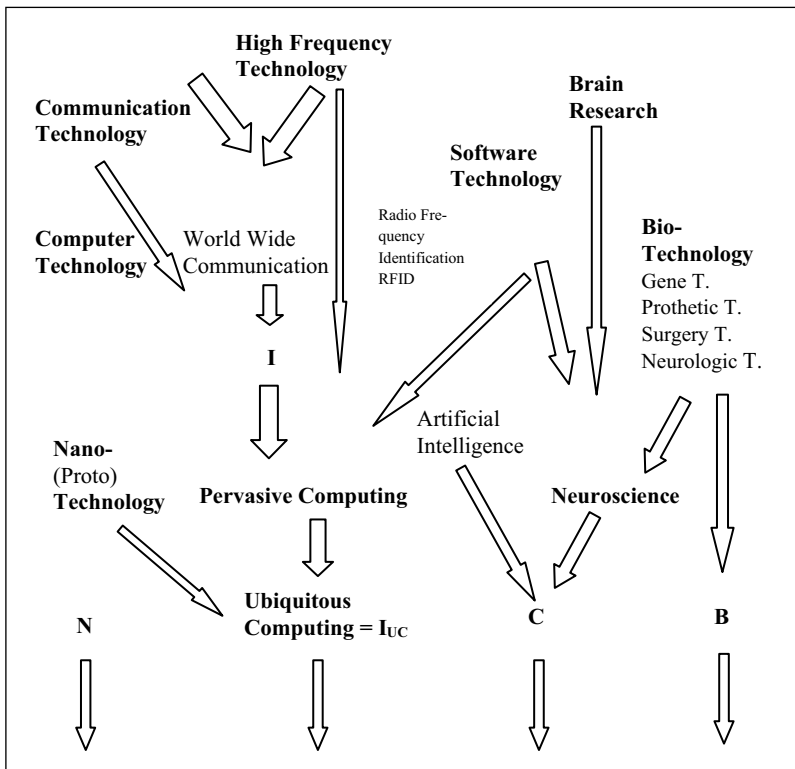 High Frequency
Technology
Communication
Technology
Brain
Research
Software
Technology
Computer
Technology
World Wide
Communication
Radio Fre-
quency
Identification
RFID
Bio-
Technology
Gene T.
Prothetic T.
Surgery T.
Neurologic T.
I
Artificial
Intelligence
Nano-
(Proto)
Technology
Pervasive Computing
Neuroscience
N
Ubiquitous
Computing = IUC
C
B